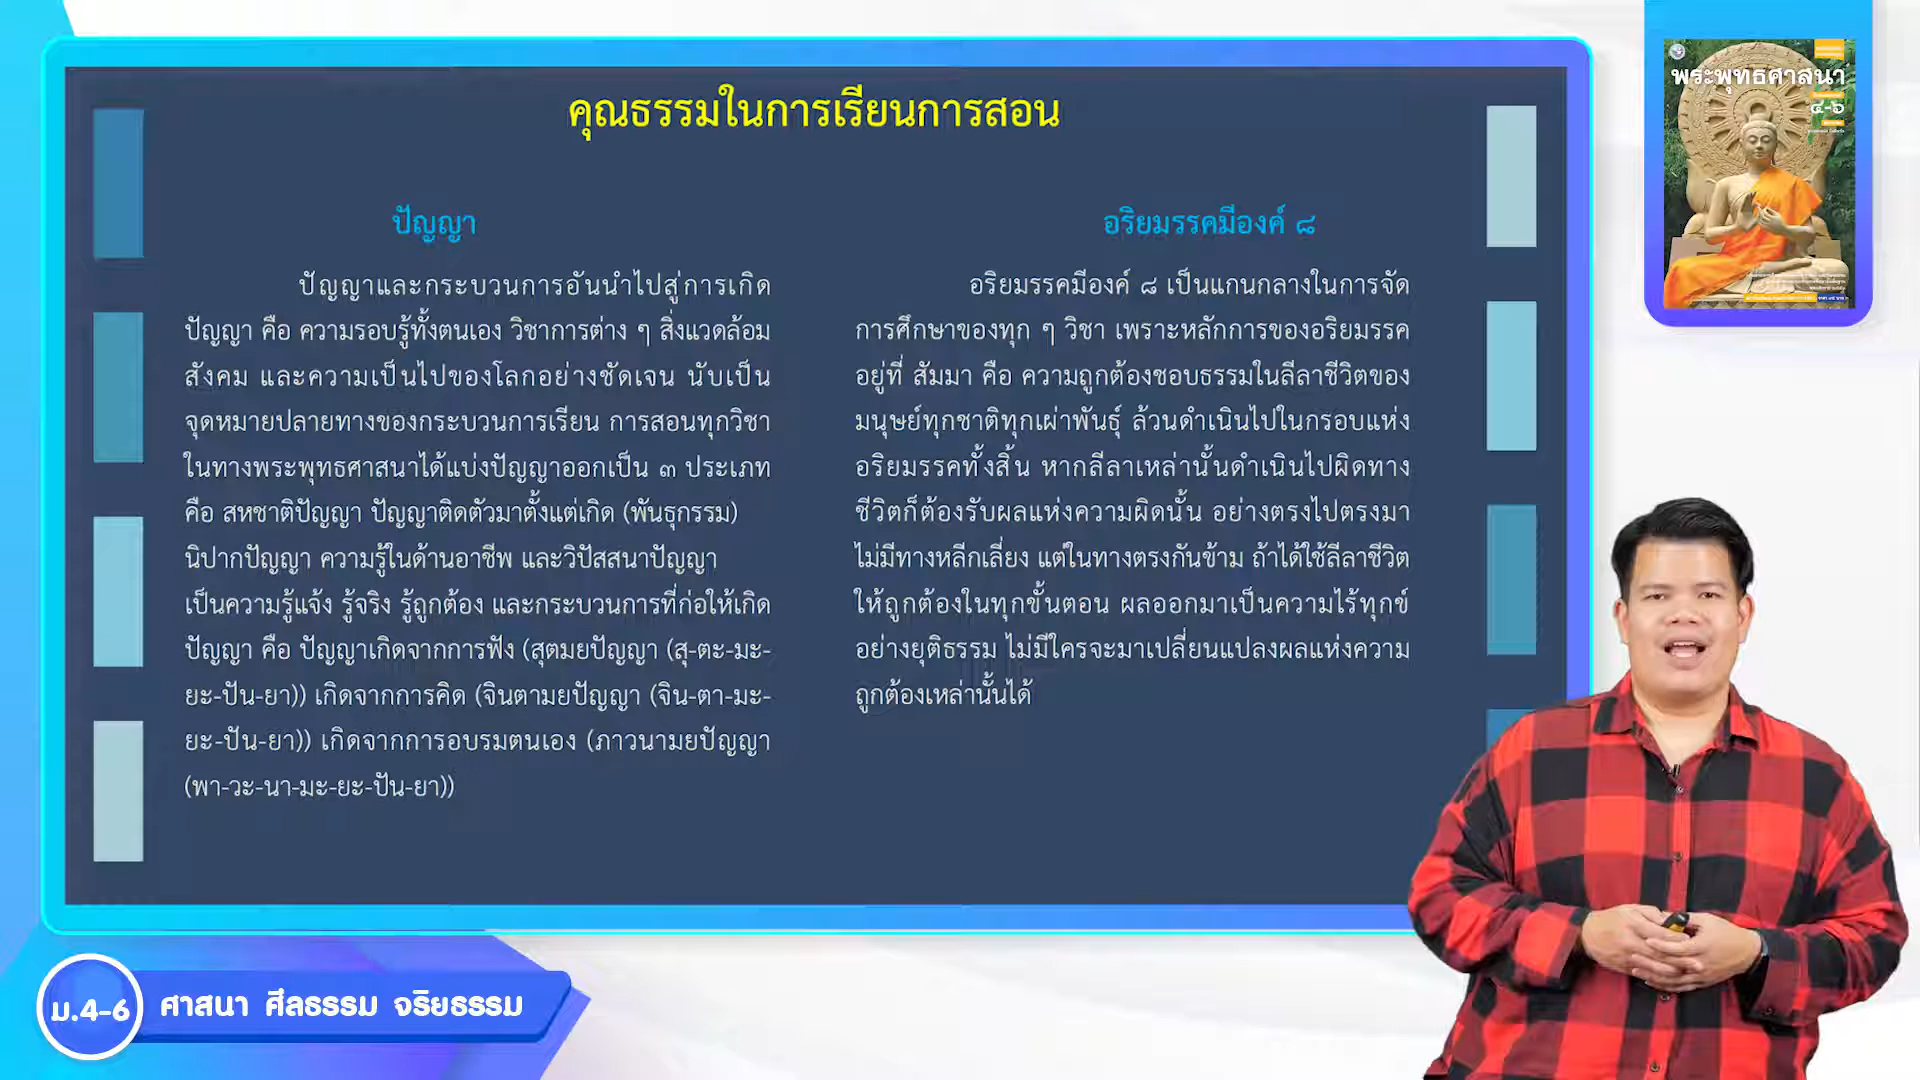 คุณธรรมในการเรียนการสอน
ปัญญา
ปัญญาและกระบวนการอันนำไปสู่การเกิด
ปัญญา คือ ความรอบรู้ทั้งตนเอง วิชาการต่าง ๆ สิ่งแวดล้อม
สังคม และความเป็นไปของโลกอย่างชัดเจน นับเป็น
จุดหมายปลายทางของกระบวนการเรียน การสอนทุกวิชา
ในทางพระพุทธศาสนาได้แบ่งปัญญาออกเป็น ๓ ประเภท
คือ สหชาติปัญญา ปัญญาติดตัวมาตั้งแต่เกิด (พันธุกรรม)
นิปากปัญญา ความรู้ในด้านอาชีพ และวิปัสสนาปัญญา
เป็นความรู้แจ้ง รู้จริง รู้ถูกต้อง และกระบวนการที่ก่อให้เกิด
ปัญญา คือ ปัญญาเกิดจากการฟัง (สุตมยปัญญา (สุ-ตะ-มะ-
ยะ-ปัน-ยา)) เกิดจากการคิด (จินตามยปัญญา (จิน-ตา-มะ-
ยะ-ปัน-ยา)) เกิดจากการอบรมตนเอง (ภาวนามยปัญญา
(พา-วะ-นา-มะ-ยะ-ปัน-ยา))
อริยมรรคมีองค์ ๘
อริยมรรคมีองค์ ๘ เป็นแกนกลางในการจัด
การศึกษาของทุก ๆ วิชา เพราะหลักการของอริยมรรค
อยู่ที่ สัมมา คือ ความถูกต้องชอบธรรมในลีลาชีวิตของ
มนุษย์ทุกชาติทุกเผ่าพันธุ์ ล้วนดำเนินไปในกรอบแห่ง
อริยมรรคทั้งสิ้น หากลีลาเหล่านั้นดำเนินไปผิดทาง
ชีวิตก็ต้องรับผลแห่งความผิดนั้น อย่างตรงไปตรงมา
ไม่มีทางหลีกเลี่ยง แต่ในทางตรงกันข้าม ถ้าได้ใช้ลีลาชีวิต
ให้ถูกต้องในทุกขั้นตอน ผลออกมาเป็นความไร้ทุกข์
อย่างยุติธรรม ไม่มีใครจะมาเปลี่ยนแปลงผลแห่งความ
ถูกต้องเหล่านั้นได้
พระพุทธศาสนา
๔-๖
ม.4-6
ศาสนา ศีลธรรม จริยธรรม